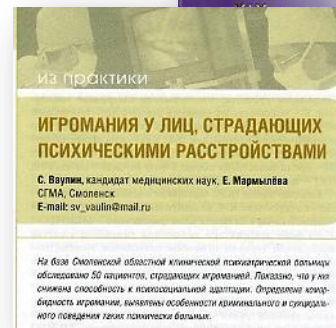 из практики
ИГРОМАНИЯ У ЛИЦ, СТРАДАЮЩИХ
ПСИХИЧЕСКИМИ РАССТРОЙСТВАМИ
С. Ваулин, кандидат медицинских наук, Е. Мармылёва
СГМА, Смоленск
E-mail: sv_vaulin@mail.ru
На базе Смоленской областной клинической психиатрической больницы
обследовано 50 пациентов, страдающих игроманией. Показано, что у них
снижена способность к психосоциальной адаптации. Определена комор-
бидность игромании, выявлены особенности криминального и суицидаль-
ного поведения таких психически больных.